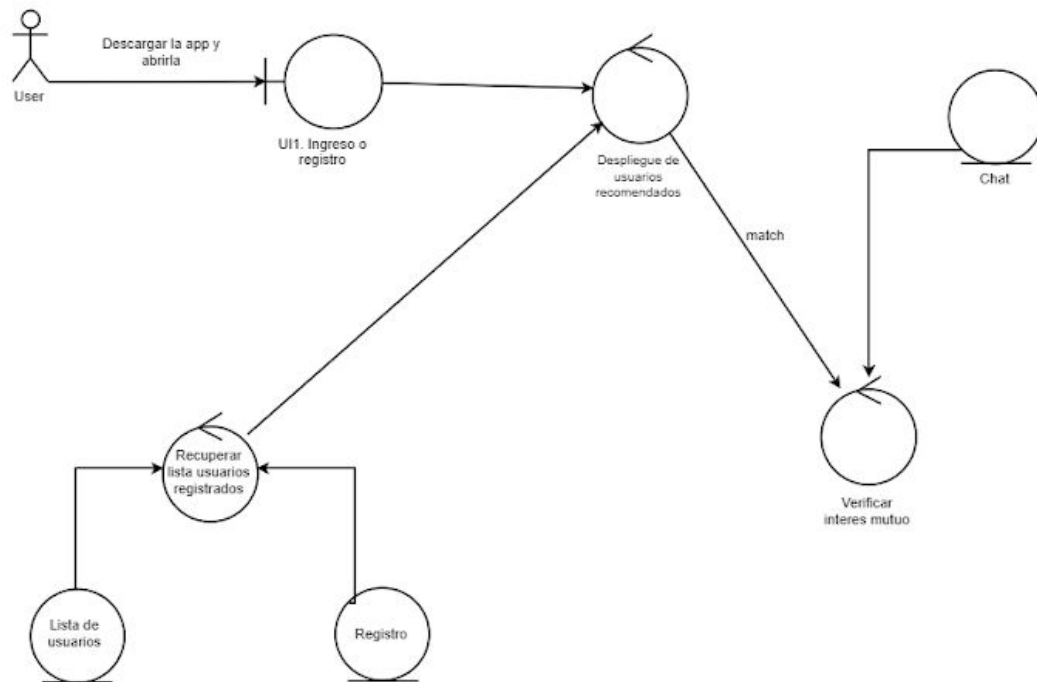 Descargar la app y
abrirla
User
UI1. Ingreso o
registro
Despliegue de
usuarios
recomendados
Chat
match
Recuperar
lista usuarios
registrados
Verificar
interes mutuo
Lista de
usuarios
Registro